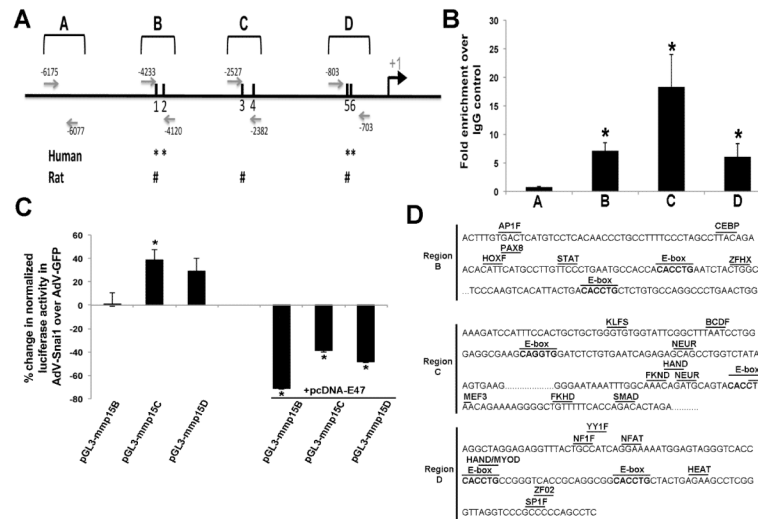 A
A B C D
-6175 -4233 -2527 -803 +1
1 2 3 4 56
-6077 -4120 -2382 -703
Human ** **
Rat # # #
B
Fold enrichment over
IgG control
30
25
20
15
10
5
0
* * *
A B C D
C
% change in normalized
luciferase activity in
AdV-Snai1 over AdV-GFP
60
40
20
0
-20
-40
-60
-80
*
* * *
+pcDNA-E47
pGL3-mmp15B
pGL3-mmp15C
pGL3-mmp15D
pGL3-mmp15B
pGL3-mmp15C
pGL3-mmp15D
D
Region
B
AP1F CEBP
ACTTTGTGACTCATGTCCTCACAACCCTGCCTTTTCCCTAGCCTTACAGA
PAX8
HOXF STAT E-box ZFHX
ACACATTCATGCCTTGTTCCCTGAATGCCACCACACCTGAATCTACTGGC
E-box
...TCCCAAGTCACATTACTGACACCTGCTCTGTGCCAGGCCCTGAACTGG
Region
C
KLFS BCDF
AAAGATCCATTTCCACTGCTGCTGGGTGTGGTATTCGGCTTTAATCCTGG
E-box NEUR
GAGGCGAAGCAGGTGGATCTCTGTGAATCAGAGAGCAGCCTGGTCTATA
HAND
FKND NEUR E-box
AGTGAAG....................GGGAATAAATTTGGCAAACAGATGCAGTACACCT
MEF3 FKHD SMAD
AACAGAAAAGGGGCTGTTTTTCACCAGACACTAGA............
Region
D
YY1F
NF1F NFAT
AGGCTAGGAGAGGTTTACTGCCATCAGGAAAAATGGAGTAGGGTCACC
HAND/MYOD
E-box E-box HEAT
CACCTGCCGGGTCACCGCAGGCGGCACCTGCTACTGAGAAGCCTCGG
ZF02
SP1F
GTTAGGTCCCGCCCCCAGCCTC